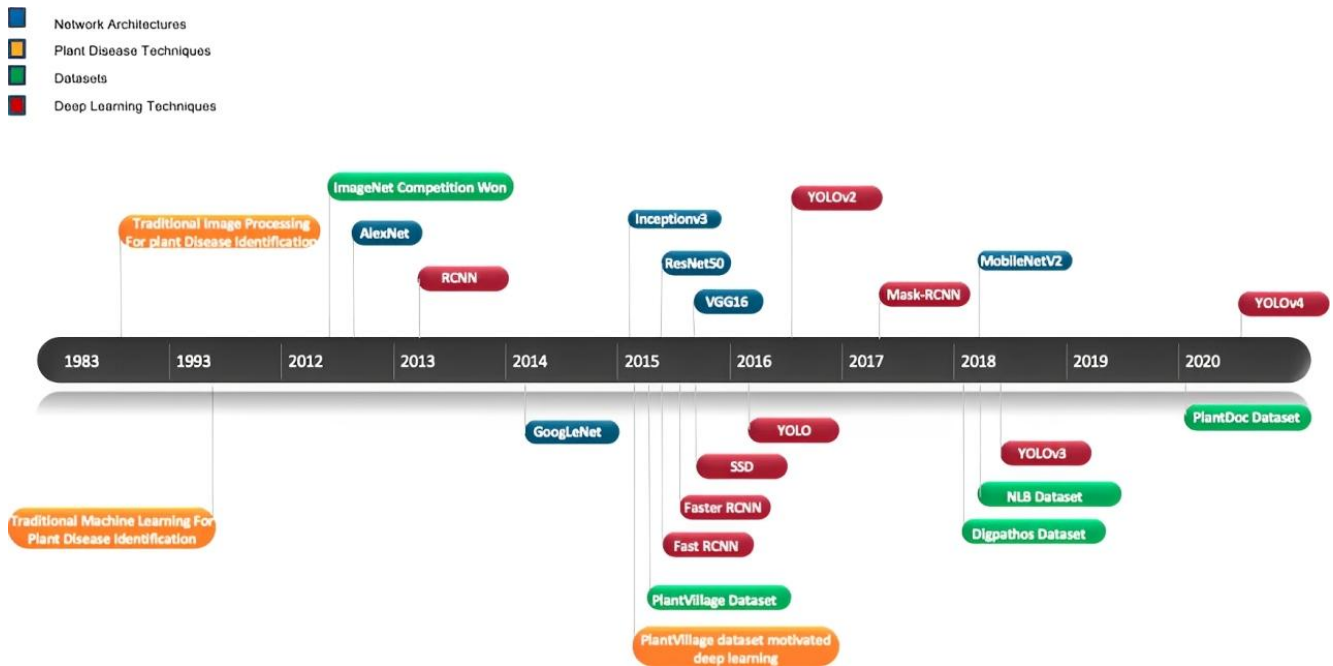 Network Architectures
Plant Disease Techniques
Datasets
Deep Learning Techniques
ImageNet Competition Won
Traditional Image Processing
For plant Disease Identification
AlexNet
RCNN
Inceptionv3
ResNet50
VGG16
YOLOv2
Mask-RCNN
MobileNetV2
YOLOv4
1983 1993 2012 2013 2014 2015 2016 2017 2018 2019 2020
GoogLeNet
YOLO
SSD
Faster RCNN
Fast RCNN
PlantVillage Dataset
PlantVillage dataset motivated
deep learning
Traditional Machine Learning For
Plant Disease Identification
PlantDoc Dataset
YOLOv3
NLB Dataset
Digpathos Dataset